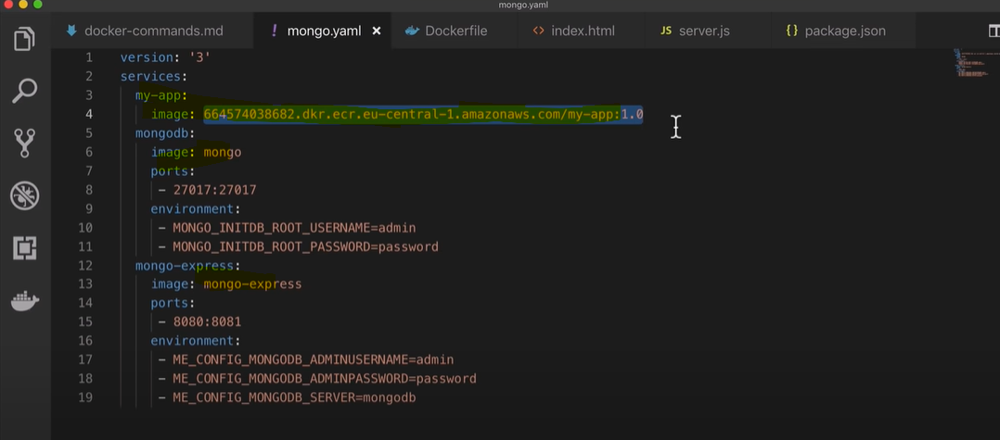 mongo.yaml
docker-commands.md
! mongo.yaml ×
Dockerfile
<> index.html
JS server.js
{} package.json
1 version: '3'
2 services:
3 my-app:
4 image: 664574038682.dkr.ecr.eu-central-1.amazonaws.com/my-app:1.0
5 mongodb:
6 image: mongo
7 ports:
8 - 27017:27017
9 environment:
10 - MONGO_INITDB_ROOT_USERNAME=admin
11 - MONGO_INITDB_ROOT_PASSWORD=password
12 mongo-express:
13 image: mongo-express
14 ports:
15 - 8080:8081
16 environment:
17 - ME_CONFIG_MONGODB_ADMINUSERNAME=admin
18 - ME_CONFIG_MONGODB_ADMINPASSWORD=password
19 - ME_CONFIG_MONGODB_SERVER=mongodb